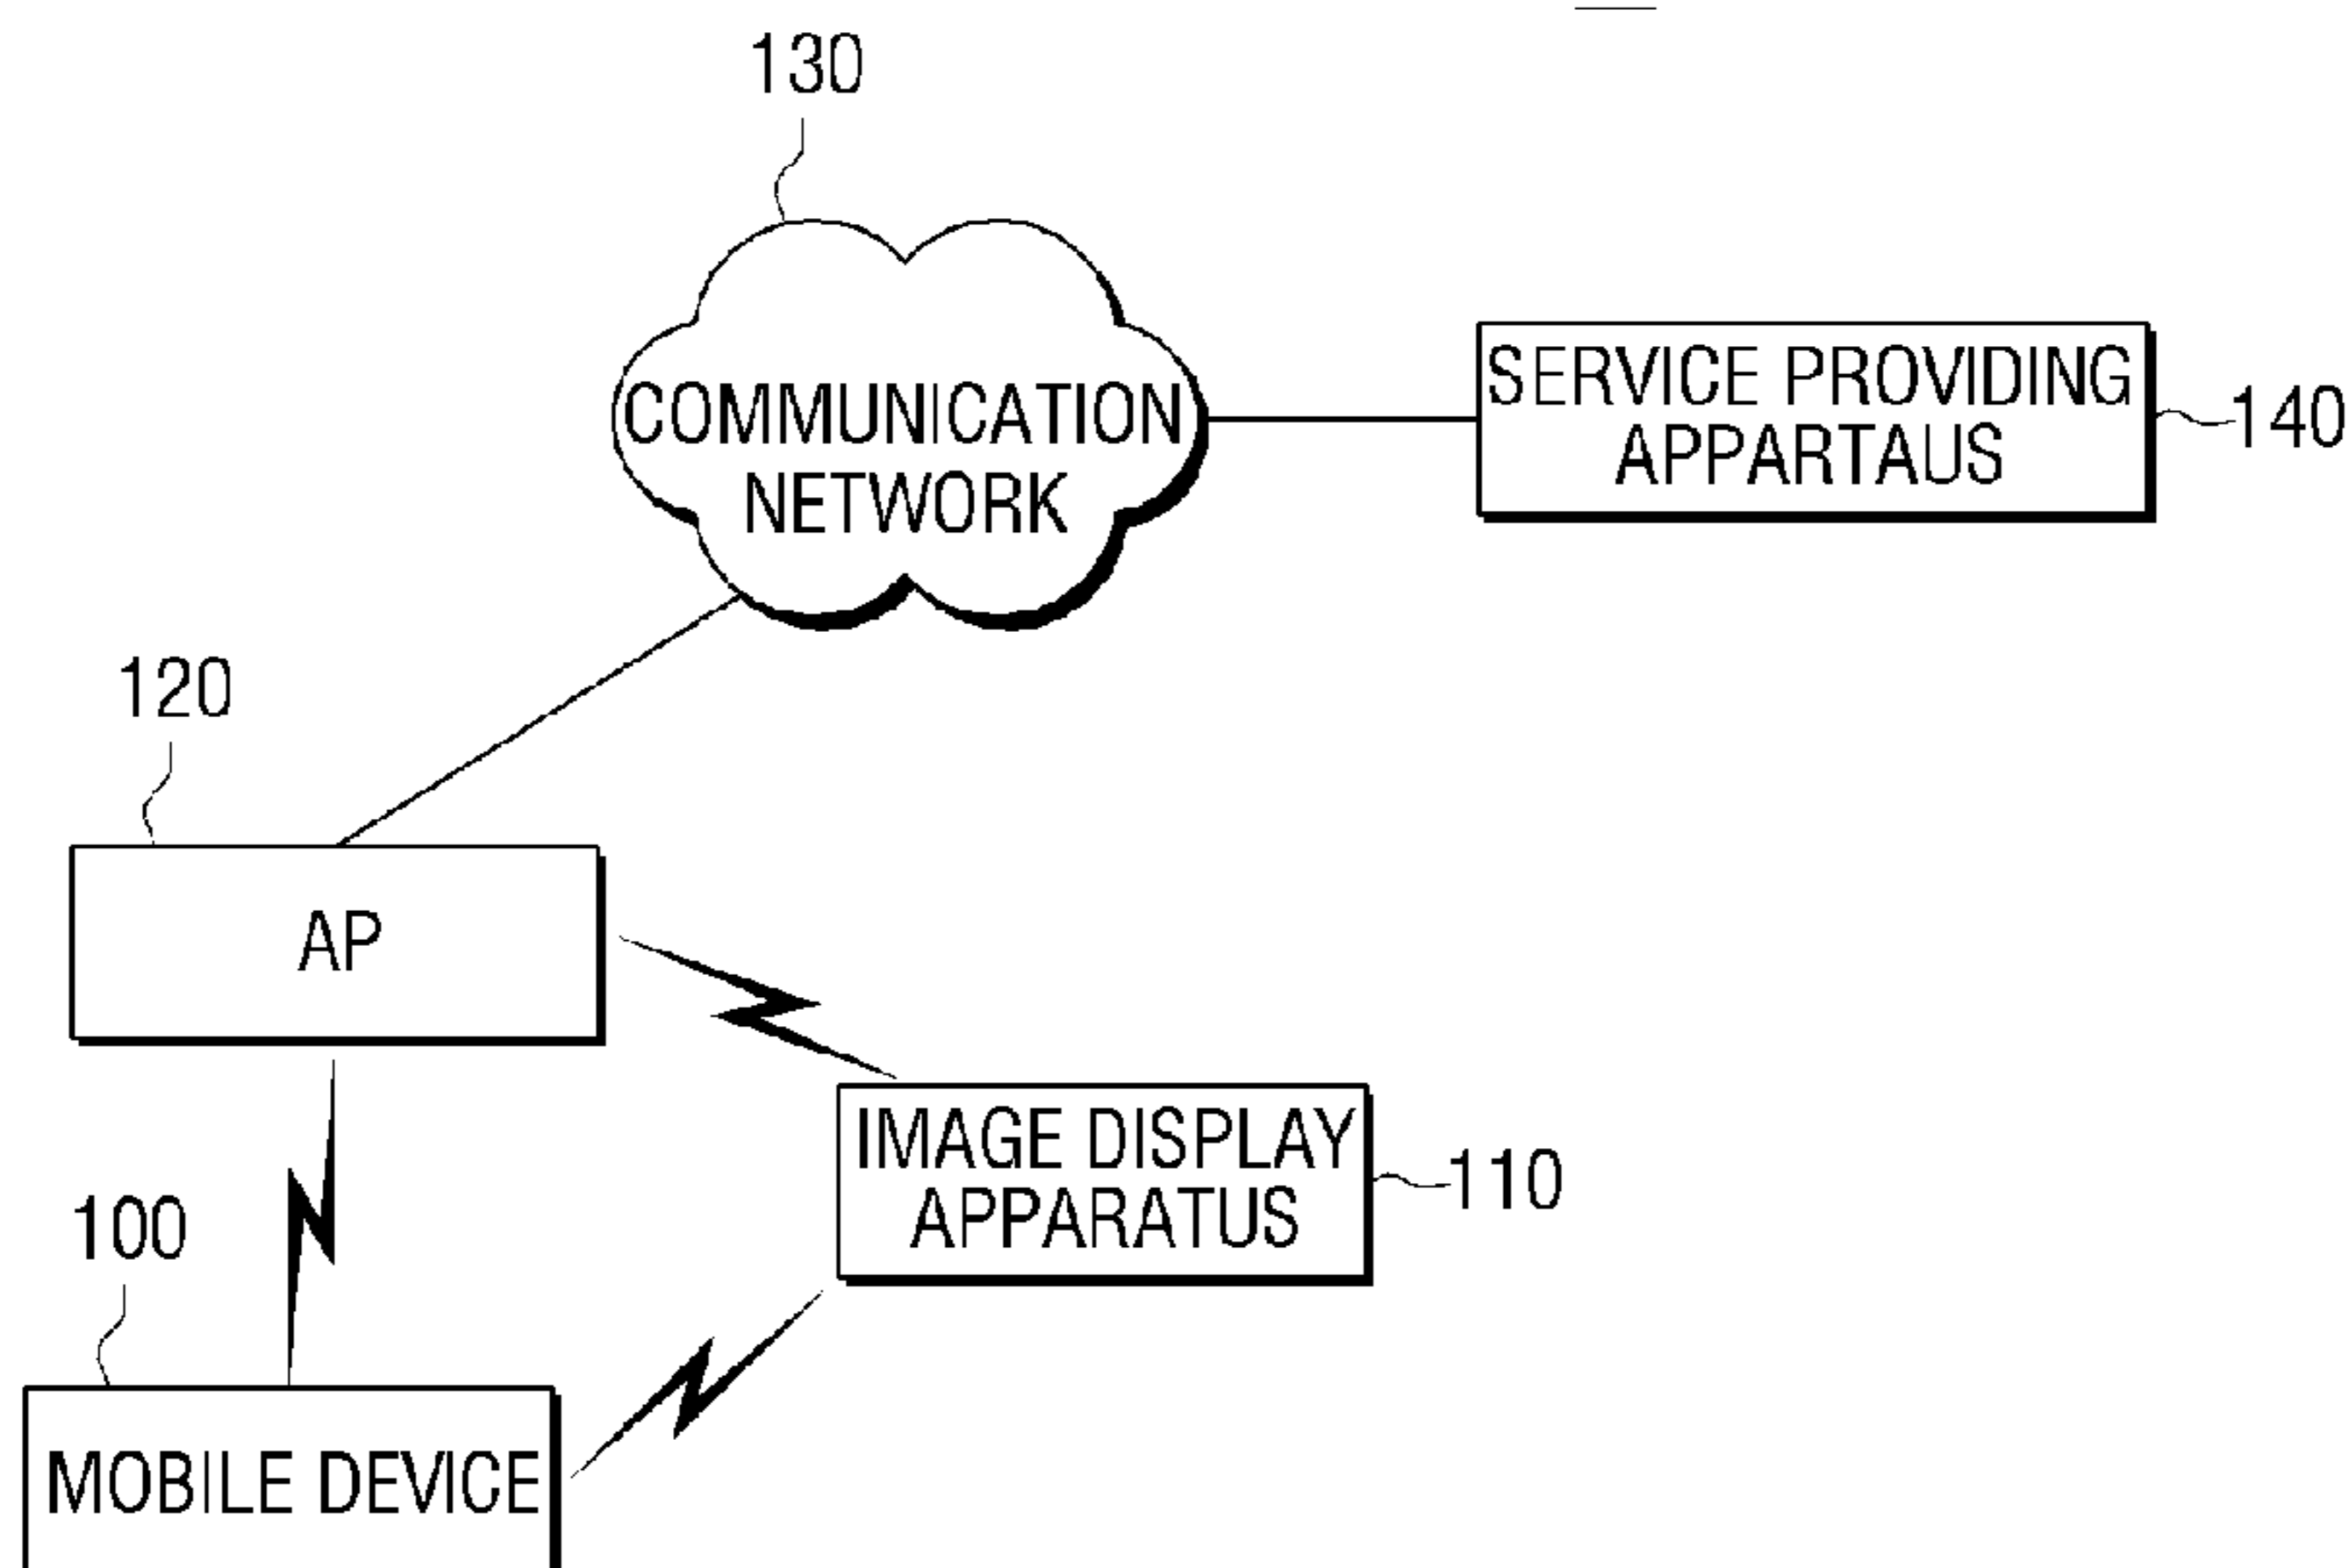 130
COMMUNICATION
NETWORK
SERVICE PROVIDING
APPARTAUS
140
120
AP
IMAGE DISPLAY
APPARATUS
110
100
MOBILE DEVICE